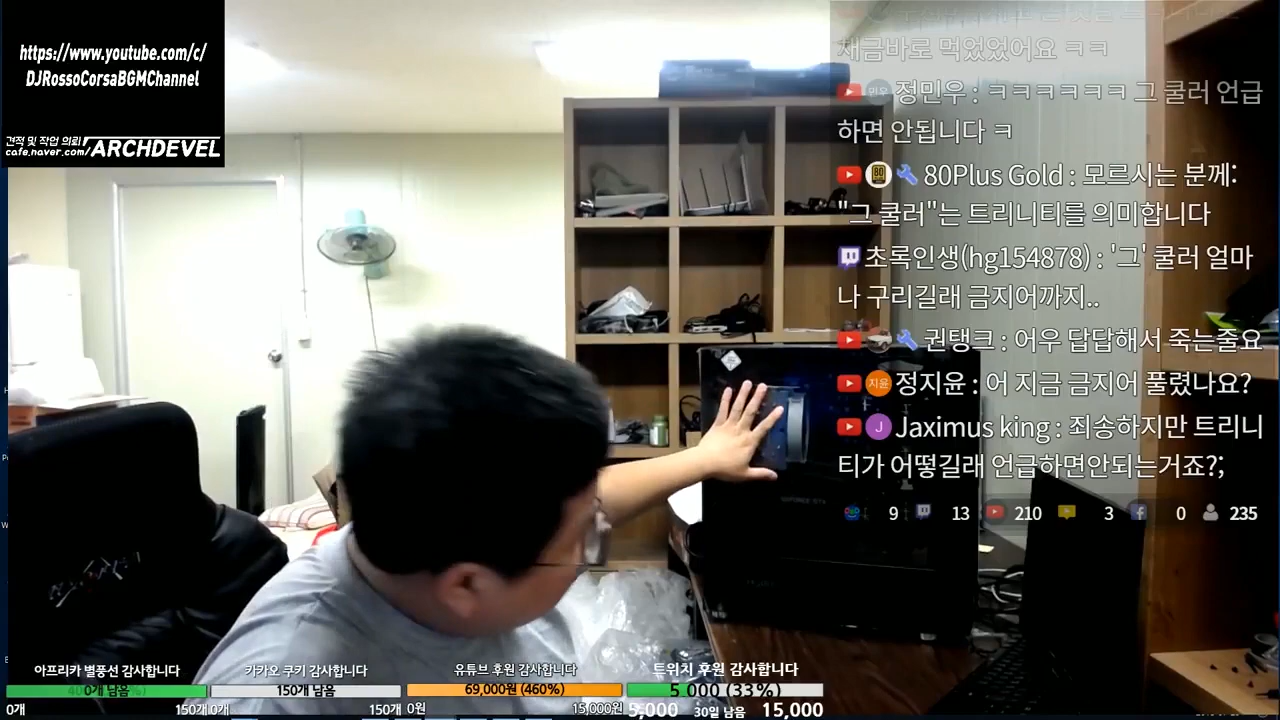 https://www.youtube.com/c/
DJRossoCorsaBGMChannel
견적 및 작업 의뢰
cafe.naver.com/ARCHDEVEL
채금바로 먹었었어요 ㅋㅋ
민우 정민우 : ㅋㅋㅋㅋㅋㅋ 그 쿨러 언급
하면 안됩니다 ㅋ
80 80Plus Gold : 모르시는 분께:
"그 쿨러"는 트리니티를 의미합니다
초록인생(hg154878) : '그' 쿨러 얼마
나 구리길래 금지어까지..
권탱크 : 어우 답답해서 죽는줄요
지윤 정지윤 : 어 지금 금지어 풀렸나요?
J Jaximus king : 죄송하지만 트리니
티가 어떻길래 언급하면안되는거죠?;
9 13 210 3 0 235
아프리카 별풍선 감사합니다
0개 남음
0개 150개
카카오 쿠키 감사합니다
150개 남음
0개 150개
유튜브 후원 감사합니다
69,000원 (460%)
0원 15,000원
트위치 후원 감사합니다
5,000 (33%)
5,000 30일 남음 15,000